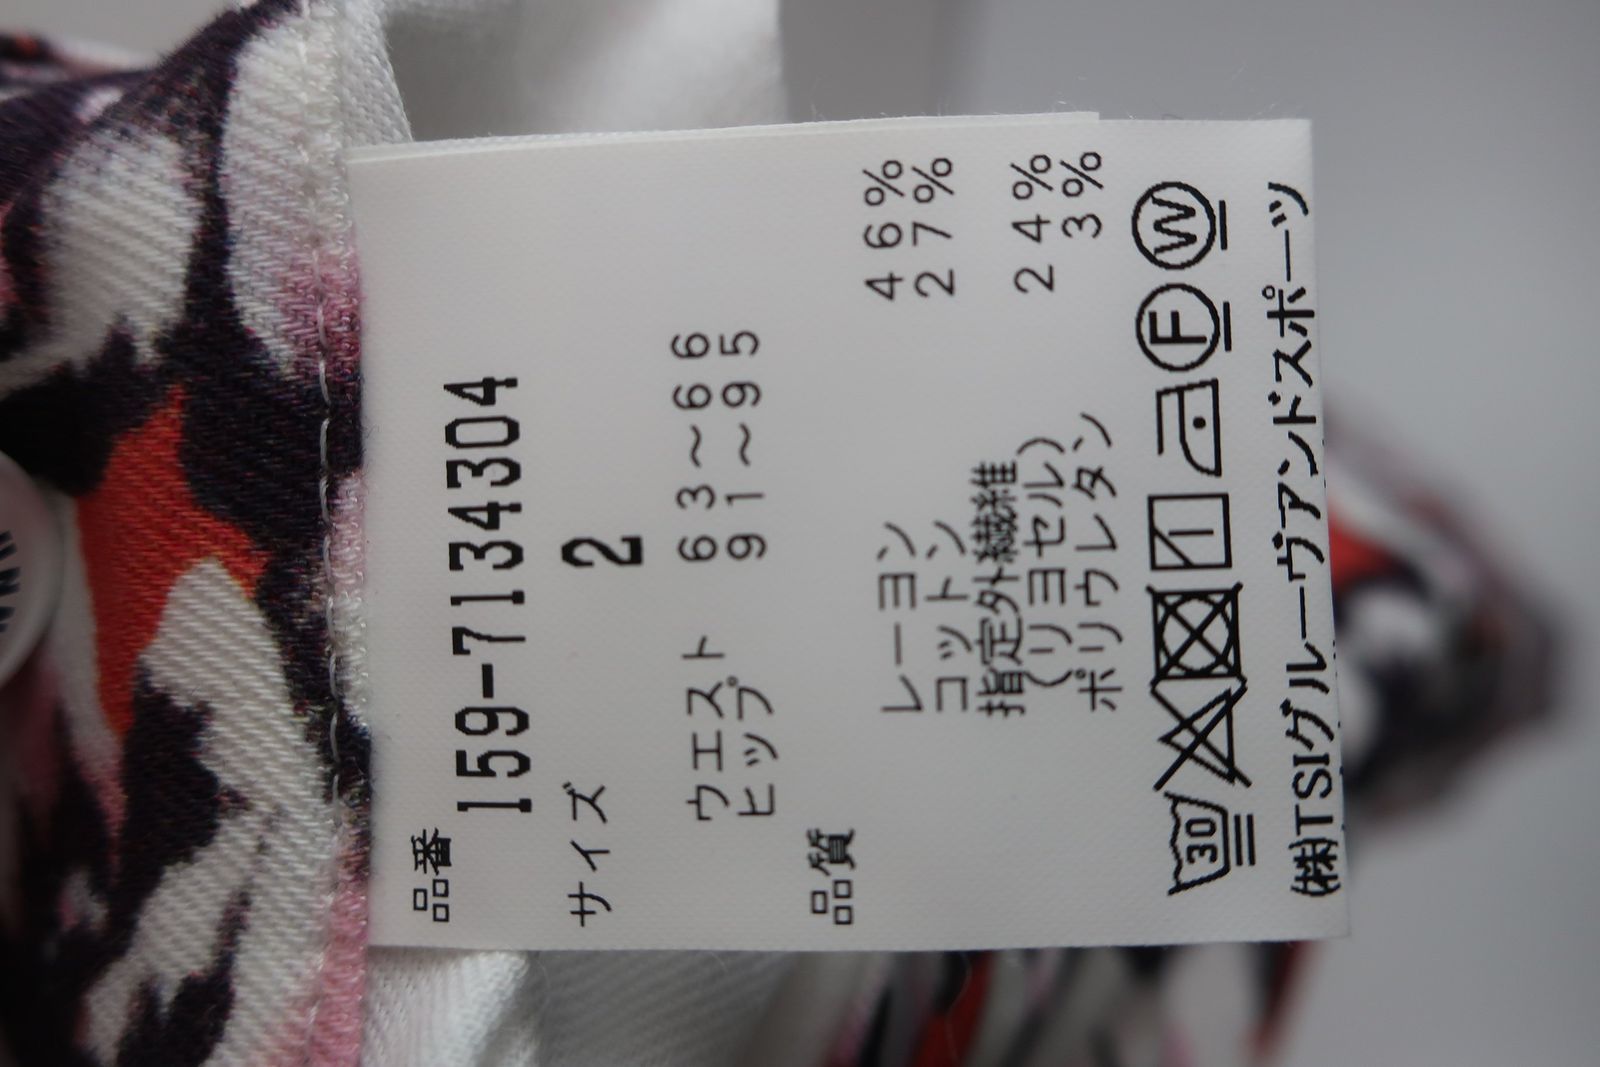 品番
159-7134304
サイズ 2
ウエスト 63～66
ヒップ 91～95
品質
レーヨン 46%
コットン 27%
指定外繊維
(リヨセル) 24%
ポリウレタン 3%
30 F W
(株)TSIグルーヴアンドスポーツ